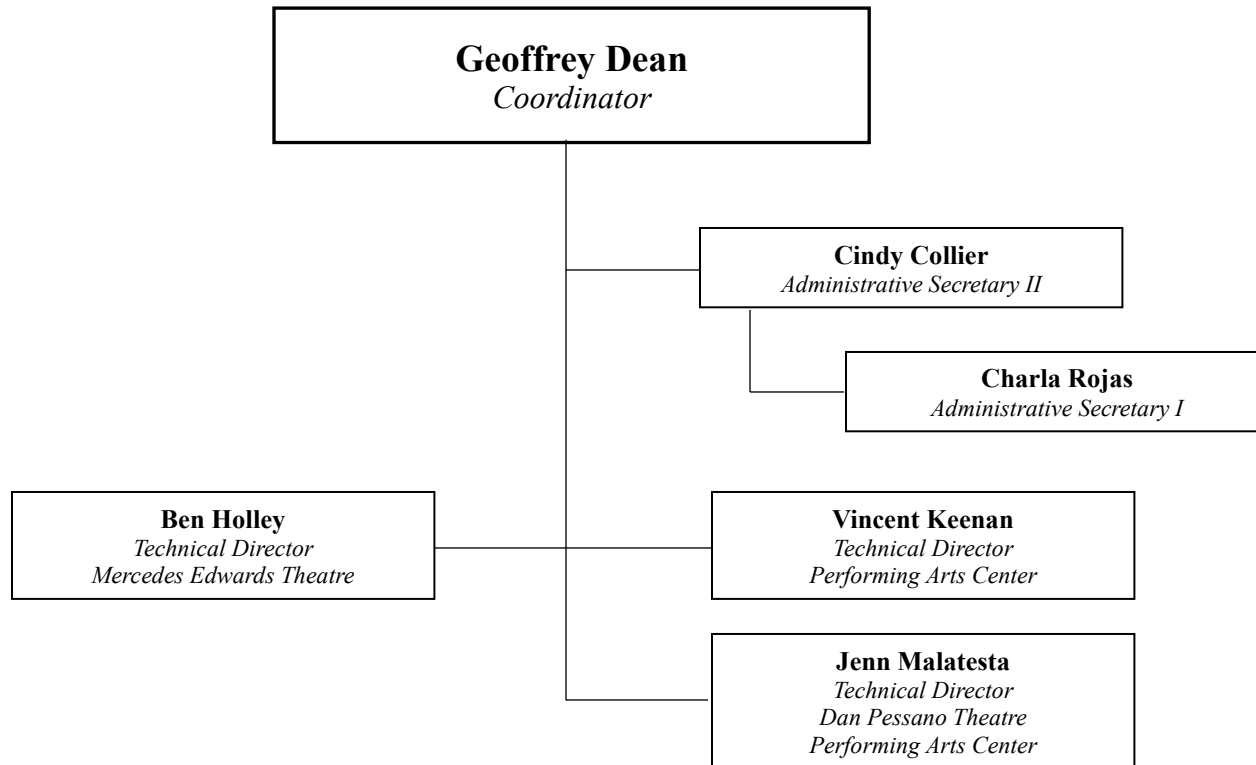 Geoffrey Dean
Coordinator
Cindy Collier
Administrative Secretary II
Charla Rojas
Administrative Secretary I
Ben Holley
Technical Director
Mercedes Edwards Theatre
Vincent Keenan
Technical Director
Performing Arts Center
Jenn Malatesta
Technical Director
Dan Pessano Theatre
Performing Arts Center